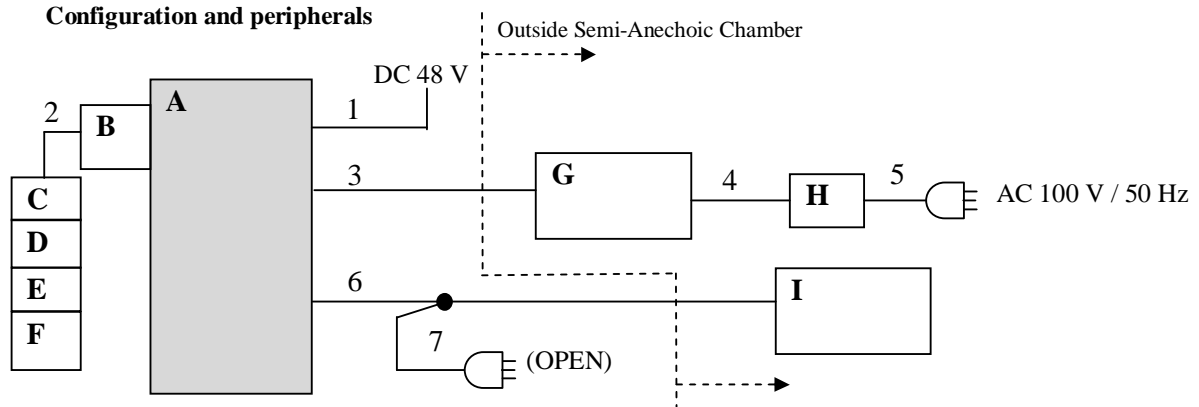 Configuration and peripherals
Outside Semi-Anechoic Chamber
DC 48 V
A
1
2
B
3
G
4
H
5
AC 100 V / 50 Hz
C
D
E
F
6
I
7
(OPEN)